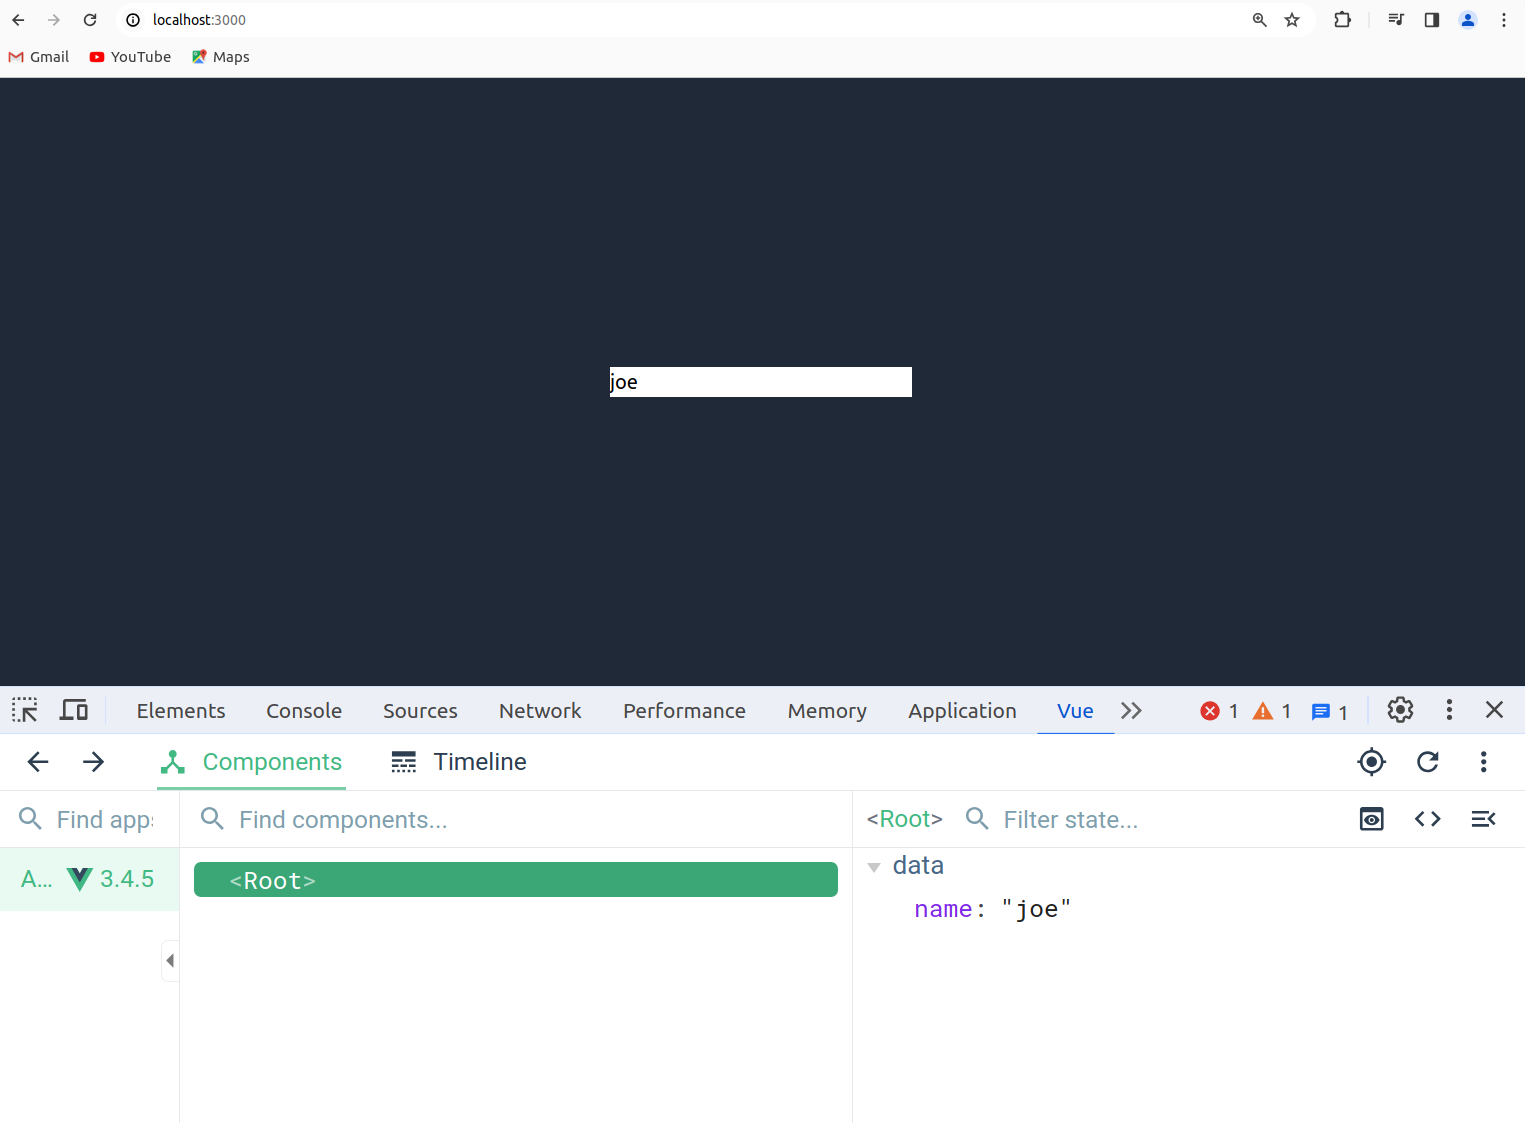 localhost:3000
Gmail YouTube Maps
joe
Elements Console Sources Network Performance Memory Application Vue 1 1 1
Components Timeline
Find apps Find components... <Root> Filter state...
A... 3.4.5 <Root> data
name: "joe"